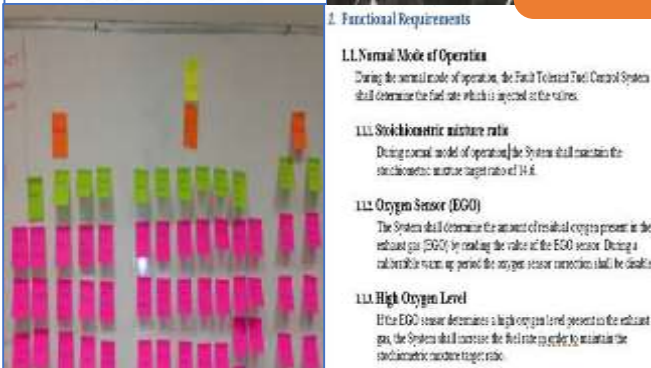 2. Functional Requirements
1.1. Normal Mode of Operation
During the normal mode of operation, the Fault Tolerant Fuel Control System
shall determine the fuel rate which is injected at the valves.
1.1.1. Stoichiometric mixture ratio
During normal model of operation, the System shall maintain the
stoichiometric mixture target ratio of 14.6.
1.1.2. Oxygen Sensor (EGO)
The System shall determine the amount of residual oxygen present in the
exhaust gas (EGO) by reading the value of the EGO sensor. During a
calibratible warm up period the oxygen sensor correction shall be disable
1.1.3. High Oxygen Level
If the EGO sensor determines a high oxygen level present in the exhaust
gas, the System shall increase the fuel rate in order to maintain the
stoichiometric mixture target ratio.